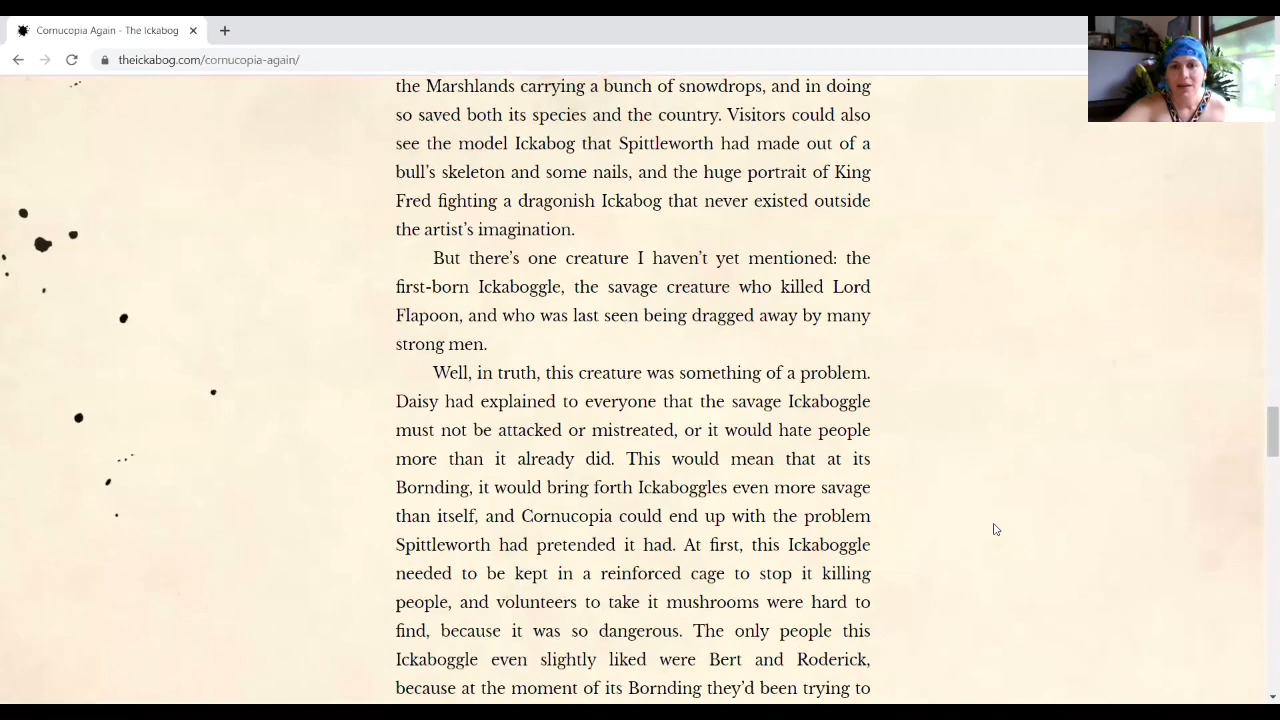 Cornucopia Again - The Ickabog
theickabog.com/cornucopia-again/
the Marshlands carrying a bunch of snowdrops, and in doing
so saved both its species and the country. Visitors could also
see the model Ickabog that Spittleworth had made out of a
bull’s skeleton and some nails, and the huge portrait of King
Fred fighting a dragonish Ickabog that never existed outside
the artist’s imagination.
But there’s one creature I haven’t yet mentioned: the
first-born Ickaboggle, the savage creature who killed Lord
Flapoon, and who was last seen being dragged away by many
strong men.
Well, in truth, this creature was something of a problem.
Daisy had explained to everyone that the savage Ickaboggle
must not be attacked or mistreated, or it would hate people
more than it already did. This would mean that at its
Bornding, it would bring forth Ickaboggles even more savage
than itself, and Cornucopia could end up with the problem
Spittleworth had pretended it had. At first, this Ickaboggle
needed to be kept in a reinforced cage to stop it killing
people, and volunteers to take it mushrooms were hard to
find, because it was so dangerous. The only people this
Ickaboggle even slightly liked were Bert and Roderick,
because at the moment of its Bornding they’d been trying to